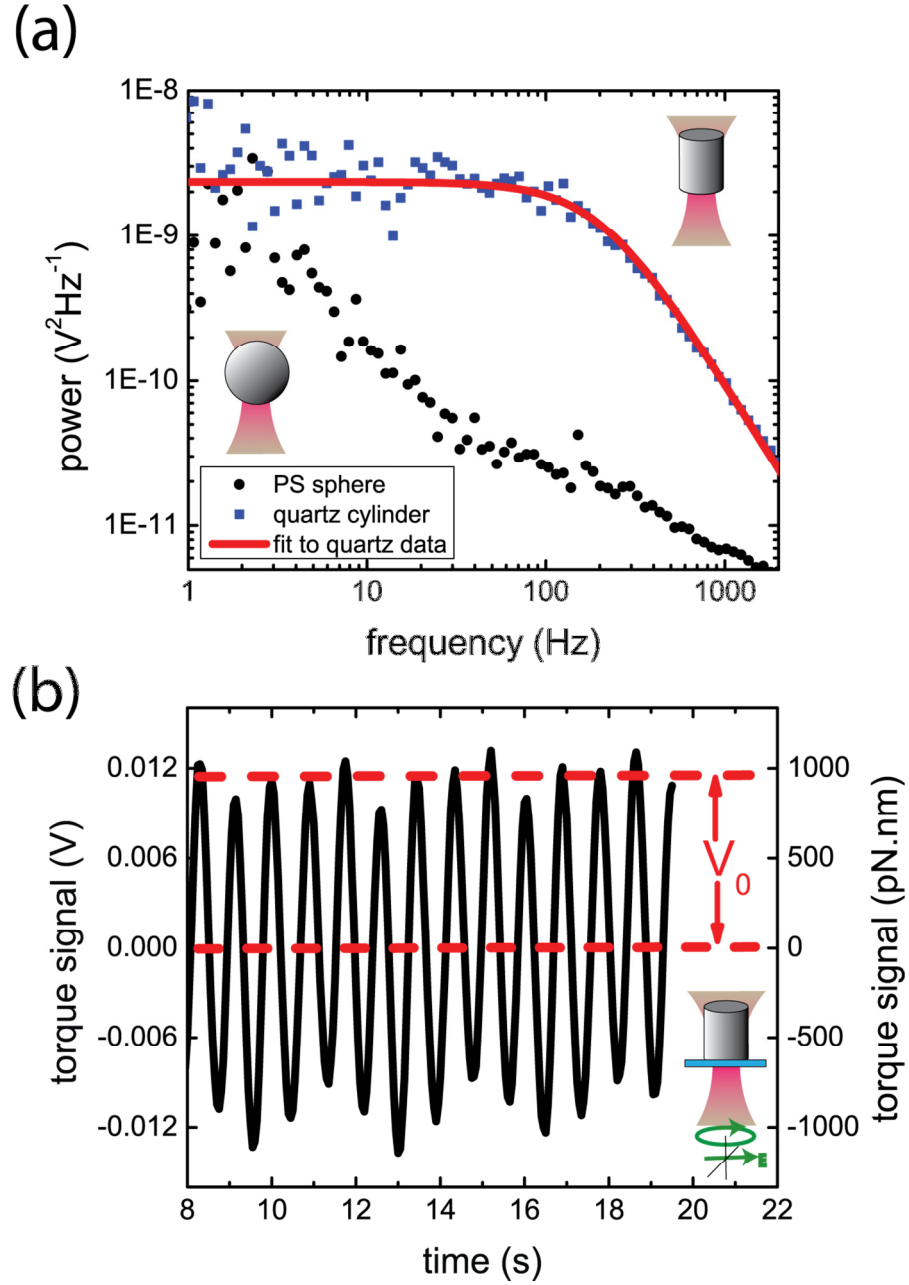 (a)
1E-8
1E-9
1E-10
1E-11
power (V²Hz⁻¹)
PS sphere
quartz cylinder
fit to quartz data
1 10 100 1000
frequency (Hz)
(b)
0.012
0.006
0.000
-0.006
-0.012
torque signal (V)
1000
500
0
-500
-1000
torque signal (pN.nm)
V₀
E
8 10 12 14 16 18 20 22
time (s)